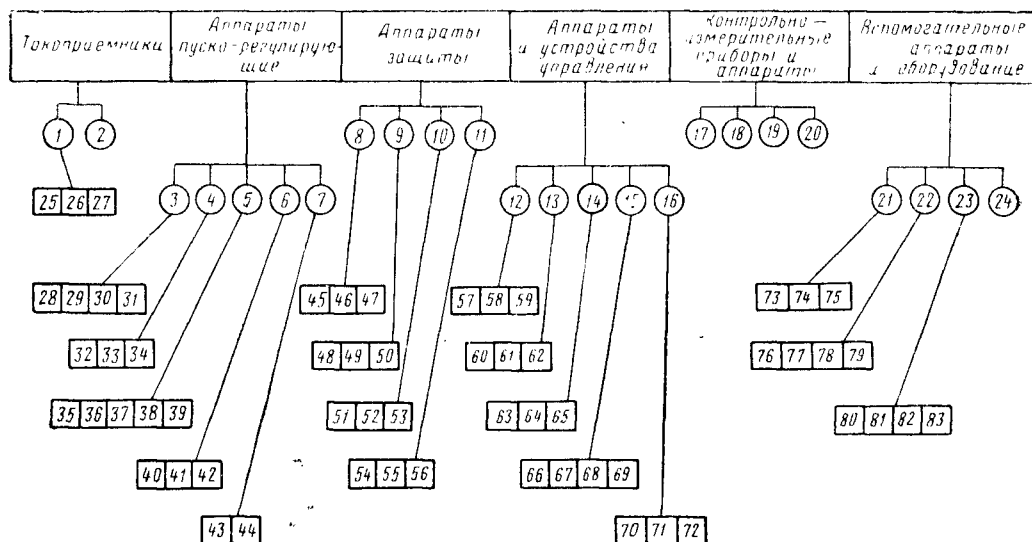 Токоприемники
Аппараты
пуско-регулирую-
щие
Аппараты
защиты
Аппараты
и устройства
управления
Контрольно —
измерительные
приборы и
аппараты
Вспомогательные
аппараты
и оборудование
1 2
8 9 10 11
17 18 19 20
25 26 27
3 4 5 6 7
12 13 14 15 16
21 22 23 24
28 29 30 31
45 46 47
57 58 59
73 74 75
32 33 34
48 49 50
60 61 62
76 77 78 79
35 36 37 38 39
51 52 53
63 64 65
80 81 82 83
40 41 42
54 55 56
66 67 68 69
43 44
70 71 72